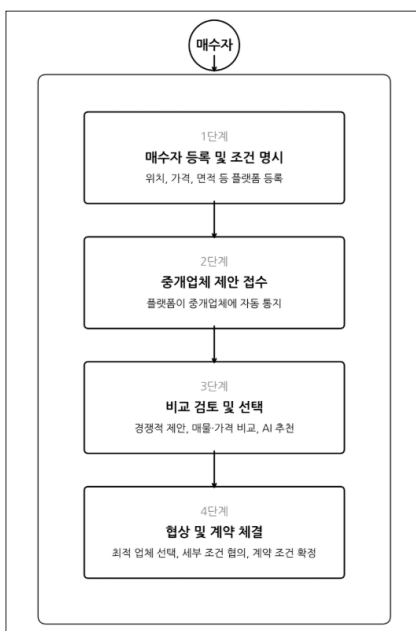 매수자
1단계
매수자 등록 및 조건 명시
위치, 가격, 면적 등 플랫폼 등록
2단계
중개업체 제안 접수
플랫폼이 중개업체에 자동 통지
3단계
비교 검토 및 선택
경쟁적 제안, 매물·가격 비교, AI 추천
4단계
협상 및 계약 체결
최적 업체 선택, 세부 조건 협의, 계약 조건 확정